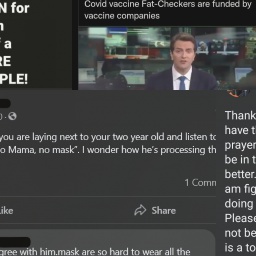 N for
n
f a
RE
PLE!
Covid vaccine Fat-Checkers are funded by
vaccine companies
you are laying next to your two year old and listen to
o Mama, no mask". I wonder how he's processing th
1 Comm
ike
Share
gree with him.mask are so hard to wear all the
Thank
have t
prayer
be in t
better.
am fig
doing
Please
not be
is a to